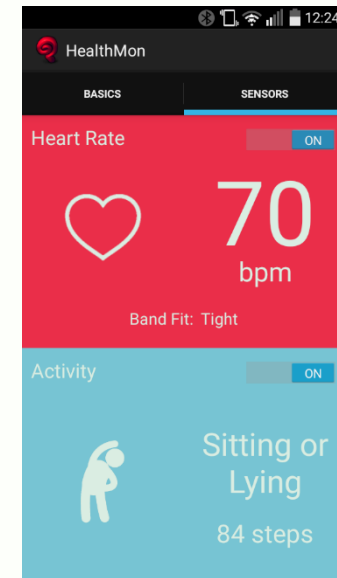 12:24
HealthMon
BASICS SENSORS
Heart Rate ON
70
bpm
Band Fit: Tight
Activity ON
Sitting or
Lying
84 steps